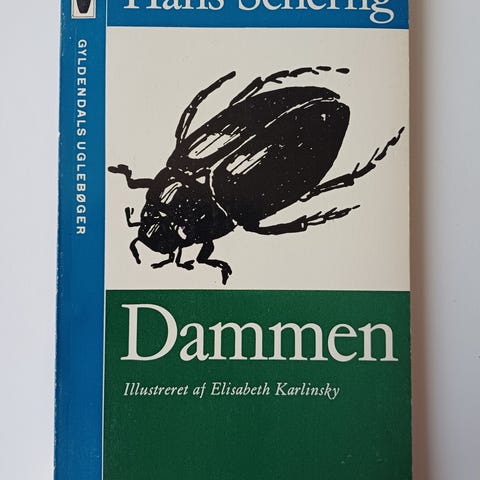 Hans Scherfig
GYLDENDALS UGLEBØGER
Dammen
Illustreret af Elisabeth Karlinsky